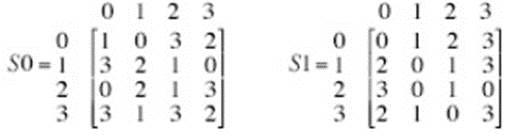 0 1 2 3 0 1 2 3
0 1 0 3 2 0 0 1 2 3
S0 = 1 3 2 1 0 S1 = 1 2 0 1 3
2 0 2 1 3 2 3 0 1 0
3 3 1 3 2 3 2 1 0 3